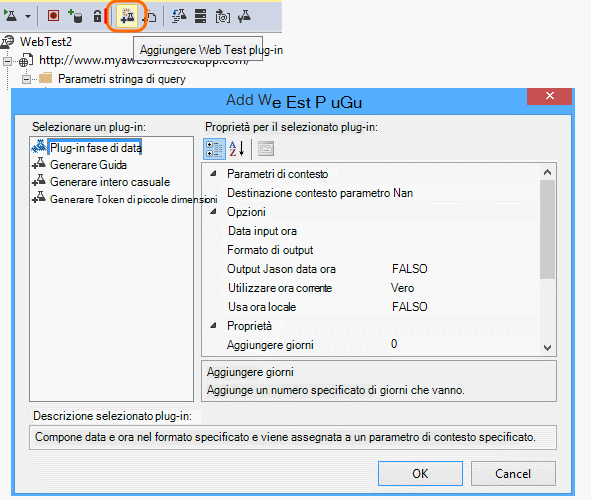 Aggiungere Web Test plug-in
WebTest2
http://www.myawesomestockapp.com/
Parametri stringa di query
Add We Est P uGu
Selezionare un plug-in:
Proprietà per il selezionato plug-in:
Plug-in fase di data
Generare Guida
Generare intero casuale
Generare Token di piccole dimensioni
Parametri di contesto
Destinazione contesto parametro Nan
Opzioni
Data input ora
Formato di output
Output Jason data ora FALSO
Utilizzare ora corrente Vero
Usa ora locale FALSO
Proprietà
Aggiungere giorni 0
Aggiungere giorni
Aggiunge un numero specificato di giorni che vanno.
Descrizione selezionato plug-in:
Compone data e ora nel formato specificato e viene assegnata a un parametro di contesto specificato.
OK
Cancel